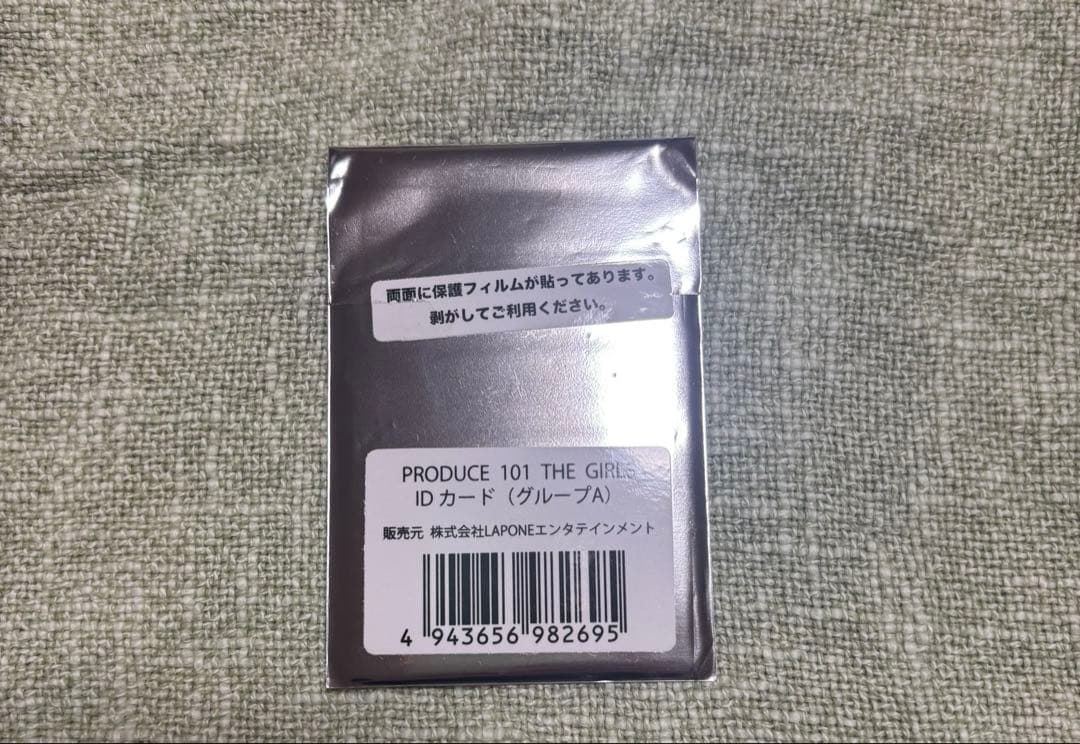 両面に保護フィルムが貼ってあります。
剥がしてご利用ください。
PRODUCE 101 THE GIRLS
IDカード（グループA）
販売元 株式会社LAPONEエンタテインメント
4 943656 982695